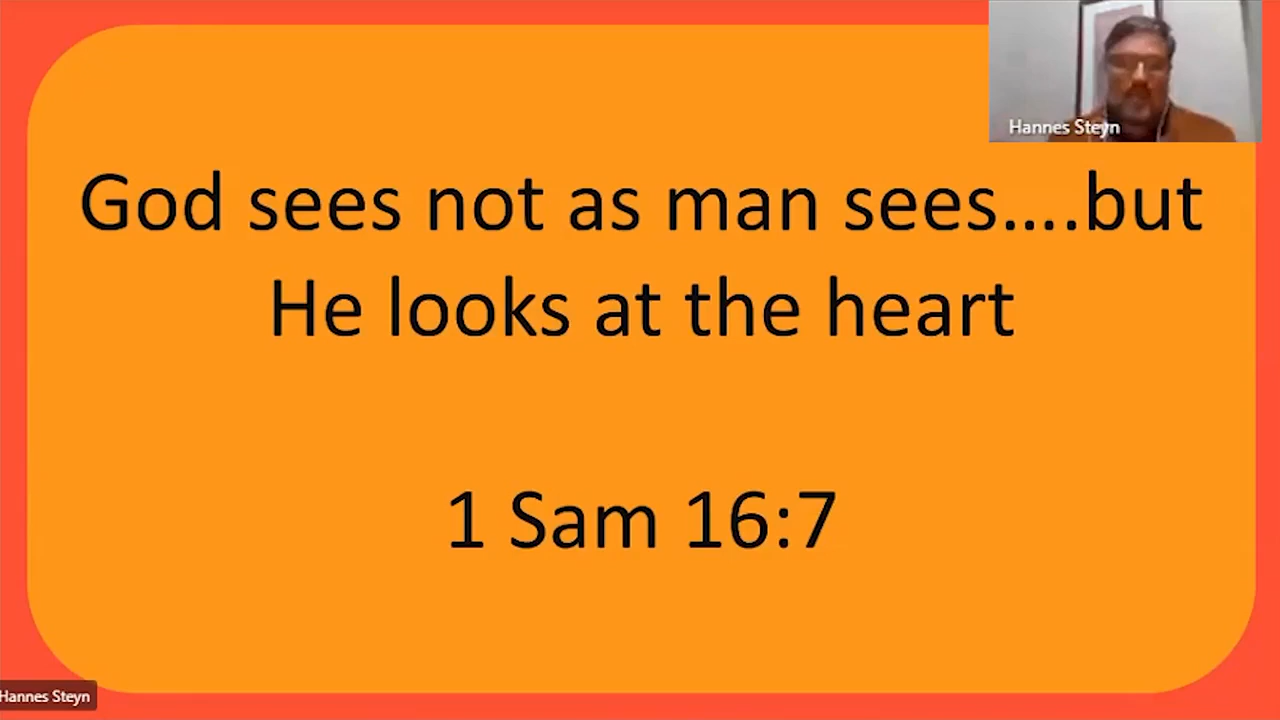 Hannes Steyn
God sees not as man sees....but
He looks at the heart
1 Sam 16:7
Hannes Steyn